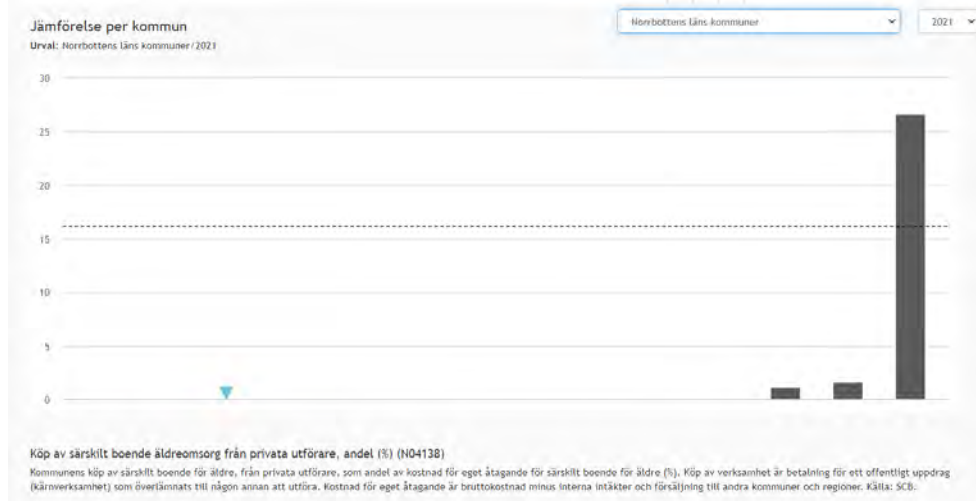 Jämförelse per kommun
Norrbottens läns kommuner
2021
Urval: Norrbottens läns kommuner/2021
30
25
20
15
10
5
0
Köp av särskilt boende äldreomsorg från privata utförare, andel (%) (N04138)
Kommunens köp av särskilt boende för äldre, från privata utförare, som andel av kostnad för eget åtagande för särskilt boende för äldre (%). Köp av verksamhet är betalning för ett offentligt uppdrag
(kärnverksamhet) som överlämnats till någon annan att utföra. Kostnad för eget åtagande är bruttokostnad minus interna intäkter och försäljning till andra kommuner och regioner. Källa: SCB.